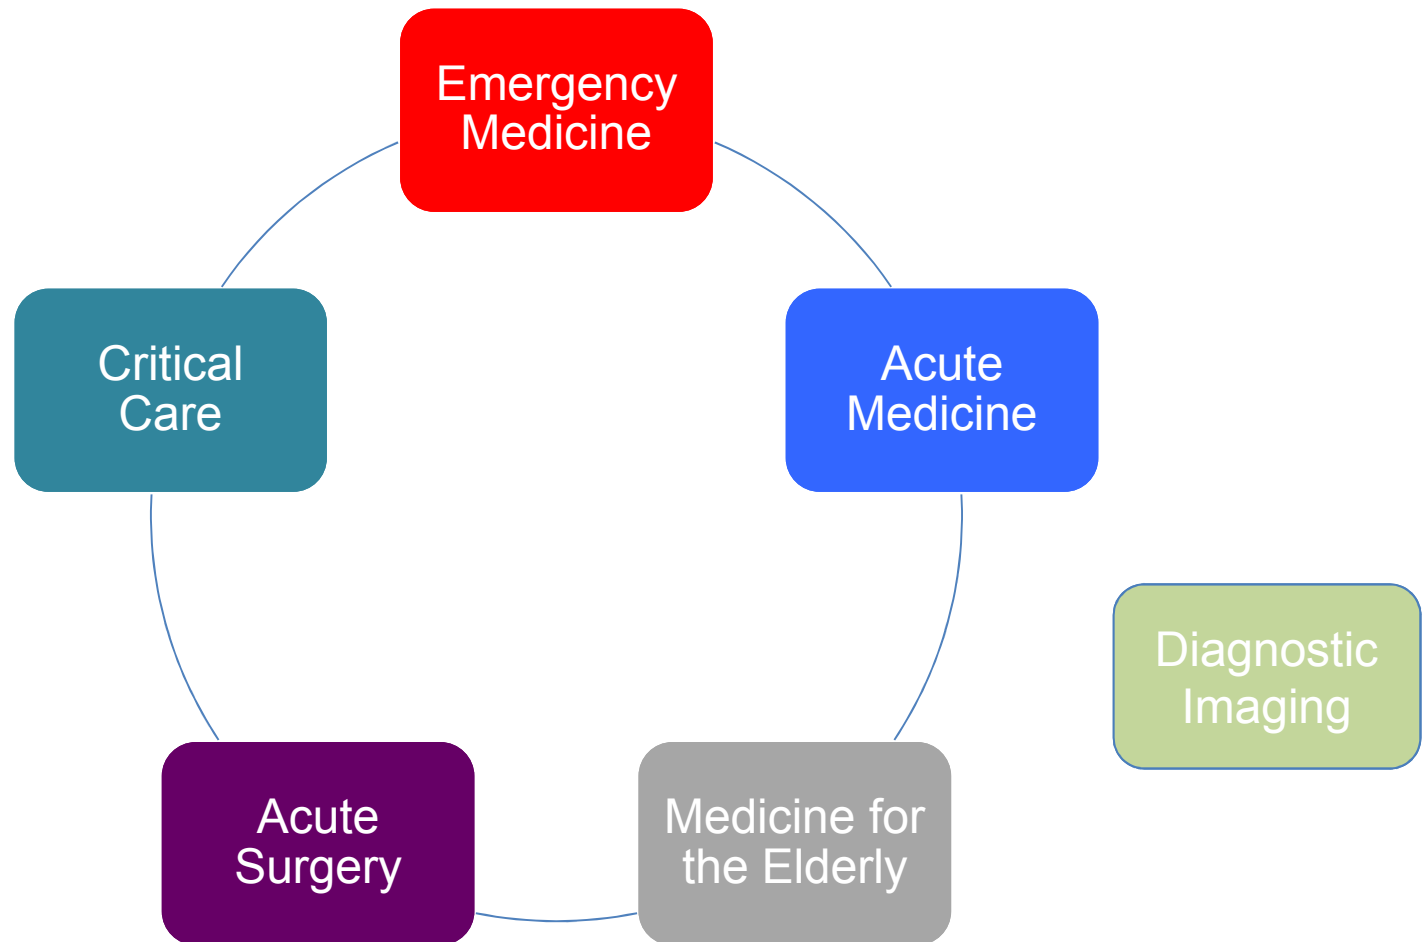 Emergency
Medicine
Critical
Care
Acute
Medicine
Diagnostic
Imaging
Acute
Surgery
Medicine for
the Elderly